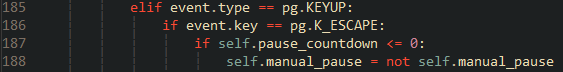 185 elif event.type == pg.KEYUP:
186 if event.key == pg.K_ESCAPE:
187 if self.pause_countdown <= 0:
188 self.manual_pause = not self.manual_pause